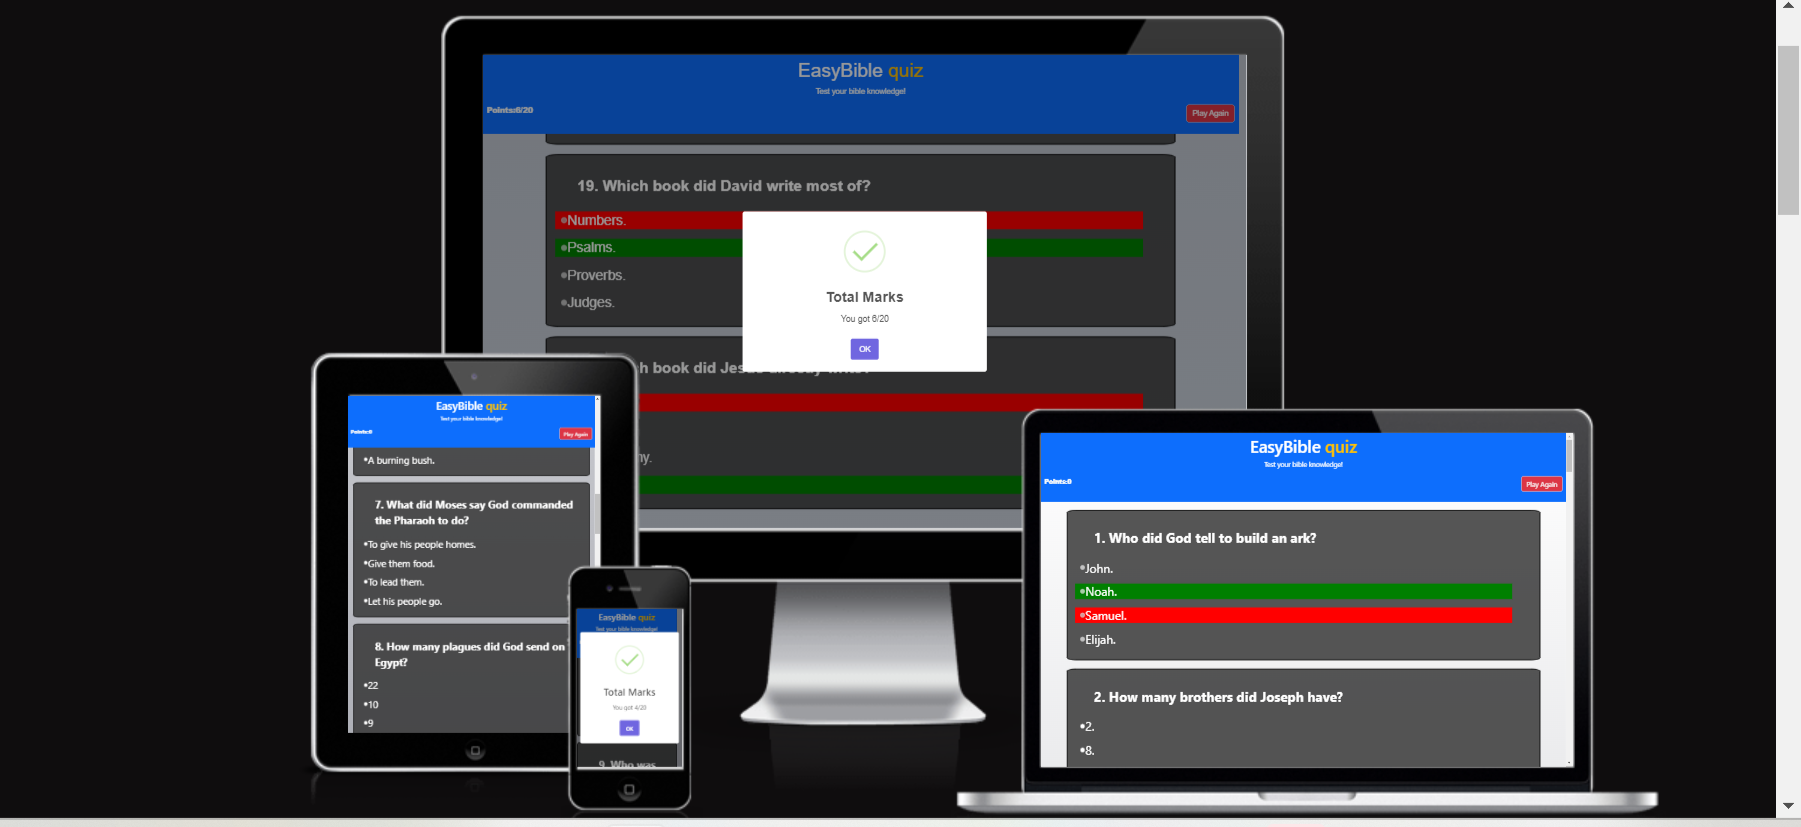 EasyBible quiz
Test your bible knowledge!
Points:6/20
Play Again
19. Which book did David write most of?
•Numbers.
•Psalms.
•Proverbs.
•Judges.
Total Marks
You got 6/20
OK
book did
EasyBible quiz
Test your bible knowledge!
Points:0
Play Again
•A burning bush.
7. What did Moses say God commanded
the Pharaoh to do?
•To give his people homes.
•Give them food.
•To lead them.
•Let his people go.
8. How many plagues did God send on
Egypt?
•22
•10
•9
EasyBible quiz
Test your bible knowledge!
Total Marks
You got 4/20
OK
9. Who was
EasyBible quiz
Test your bible knowledge!
Points:0
Play Again
1. Who did God tell to build an ark?
•John.
•Noah.
•Samuel.
•Elijah.
2. How many brothers did Joseph have?
•2.
•8.